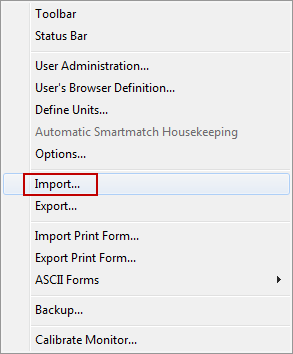 Toolbar
Status Bar
User Administration...
User's Browser Definition...
Define Units...
Automatic Smartmatch Housekeeping
Options...
Import...
Export...
Import Print Form...
Export Print Form...
ASCII Forms
Backup...
Calibrate Monitor...